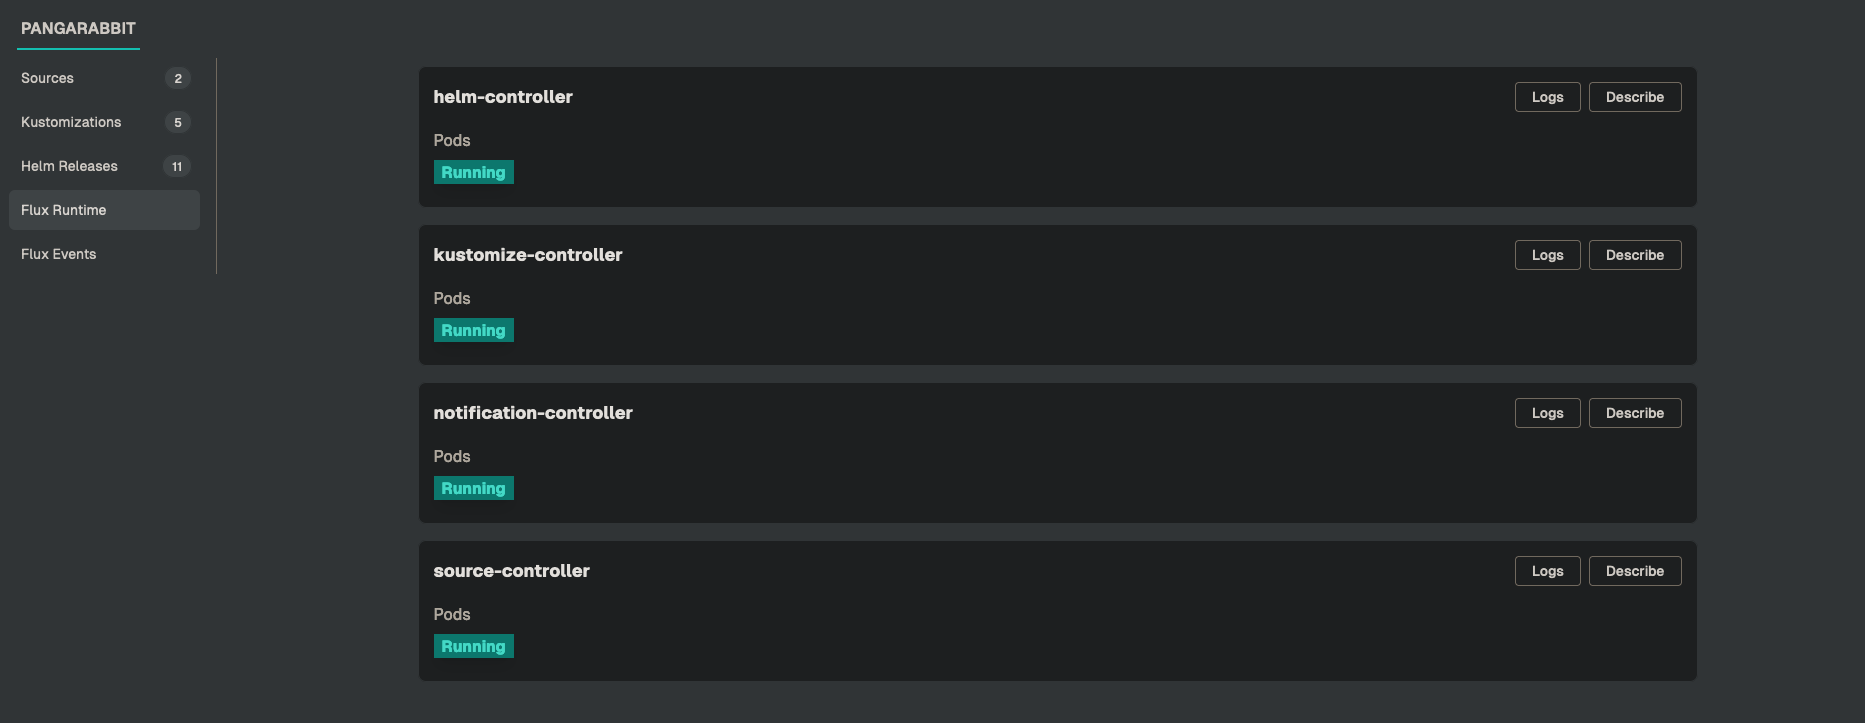 PANGARABBIT
Sources 2
Kustomizations 5
Helm Releases 11
Flux Runtime
Flux Events
helm-controller Logs Describe
Pods
Running
kustomize-controller Logs Describe
Pods
Running
notification-controller Logs Describe
Pods
Running
source-controller Logs Describe
Pods
Running